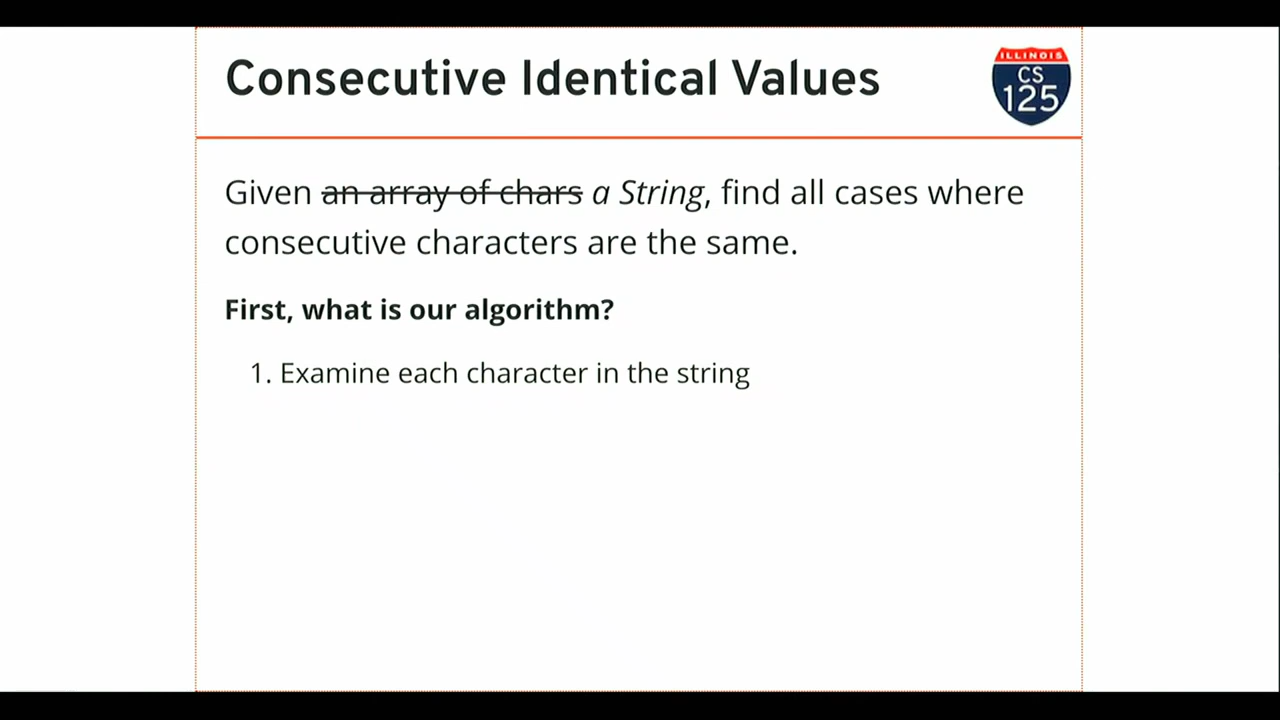 Consecutive Identical Values
ILLINOIS
CS
125
Given an array of chars a String, find all cases where
consecutive characters are the same.
First, what is our algorithm?
1. Examine each character in the string